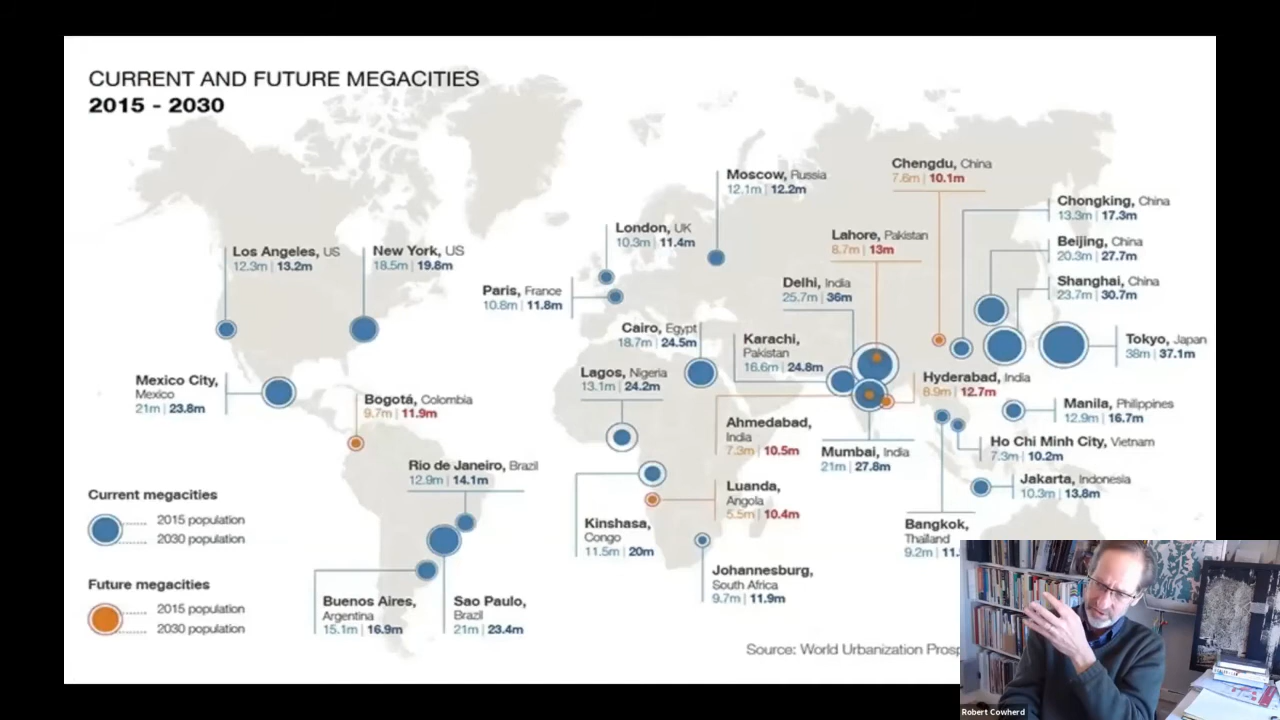 CURRENT AND FUTURE MEGACITIES
2015 - 2030
Moscow, Russia
12.1m | 12.2m
Chengdu, China
7.6m | 10.1m
Chongking, China
13.3m | 17.3m
London, UK
10.3m | 11.4m
Lahore, Pakistan
8.7m | 13m
Beijing, China
20.3m | 27.7m
Los Angeles, US
12.3m | 13.2m
New York, US
18.5m | 19.8m
Paris, France
10.8m | 11.8m
Delhi, India
25.7m | 36m
Shanghai, China
23.7m | 30.7m
Cairo, Egypt
18.7m | 24.5m
Karachi,
Pakistan
16.6m | 24.8m
Tokyo, Japan
38m | 37.1m
Mexico City,
Mexico
21m | 23.8m
Lagos, Nigeria
13.1m | 24.2m
Hyderabad, India
8.9m | 12.7m
Bogotá, Colombia
9.7m | 11.9m
Manila, Philippines
12.9m | 16.7m
Ahmedabad,
India
7.3m | 10.5m
Mumbai, India
21m | 27.8m
Ho Chi Minh City, Vietnam
7.3m | 10.2m
Rio de Janeiro, Brazil
12.9m | 14.1m
Luanda,
Angola
5.5m | 10.4m
Jakarta, Indonesia
10.3m | 13.8m
Kinshasa,
Congo
11.5m | 20m
Bangkok,
Thailand
9.2m | 11.
Johannesburg,
South Africa
9.7m | 11.9m
Buenos Aires,
Argentina
15.1m | 16.9m
Sao Paulo,
Brazil
21m | 23.4m
Current megacities
2015 population
2030 population
Future megacities
2015 population
2030 population
Source: World Urbanization Prosp
Robert Cowherd